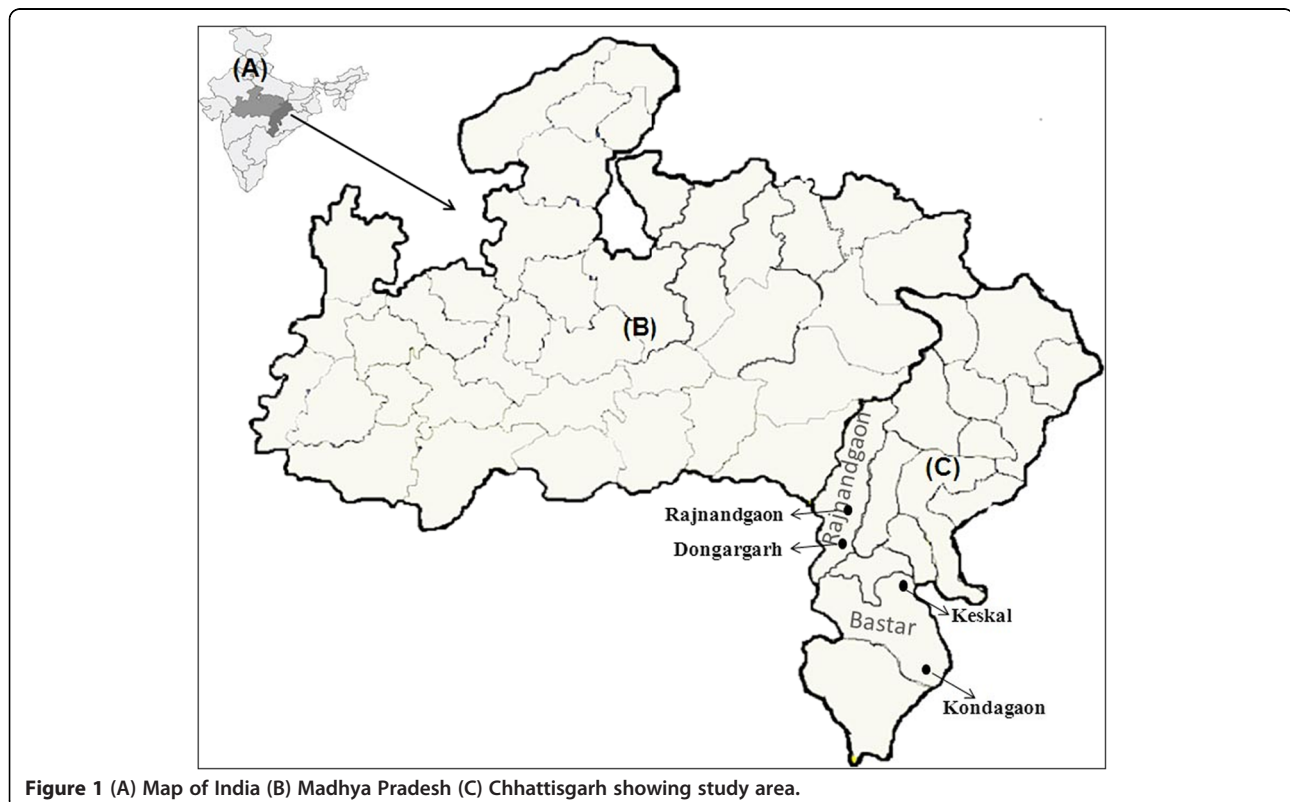 (A)
(B)
Rajnandgaon
(C)
Rajnandgaon
Dongargarh
Keskal
Bastar
Kondagaon
Figure 1 (A) Map of India (B) Madhya Pradesh (C) Chhattisgarh showing study area.